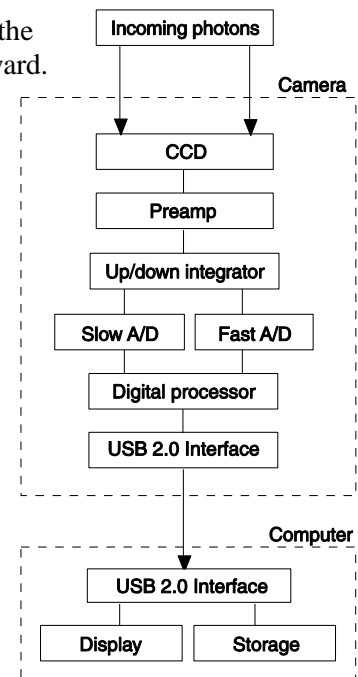 the
Incoming photons
vard.
Camera
CCD
Preamp
Up/down integrator
Slow A/D
Fast A/D
Digital processor
USB 2.0 Interface
Computer
USB 2.0 Interface
Display
Storage